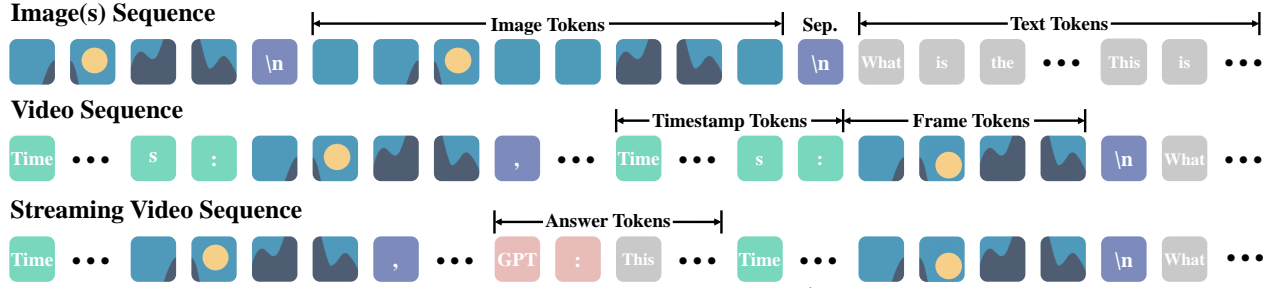 Image(s) Sequence
Image Tokens Sep. Text Tokens
\n \n What is the ••• This is •••
Video Sequence
Timestamp Tokens Frame Tokens
Time ••• s : , ••• Time ••• s : \n What •••
Streaming Video Sequence
Answer Tokens
Time ••• , ••• GPT : This ••• Time ••• \n What •••